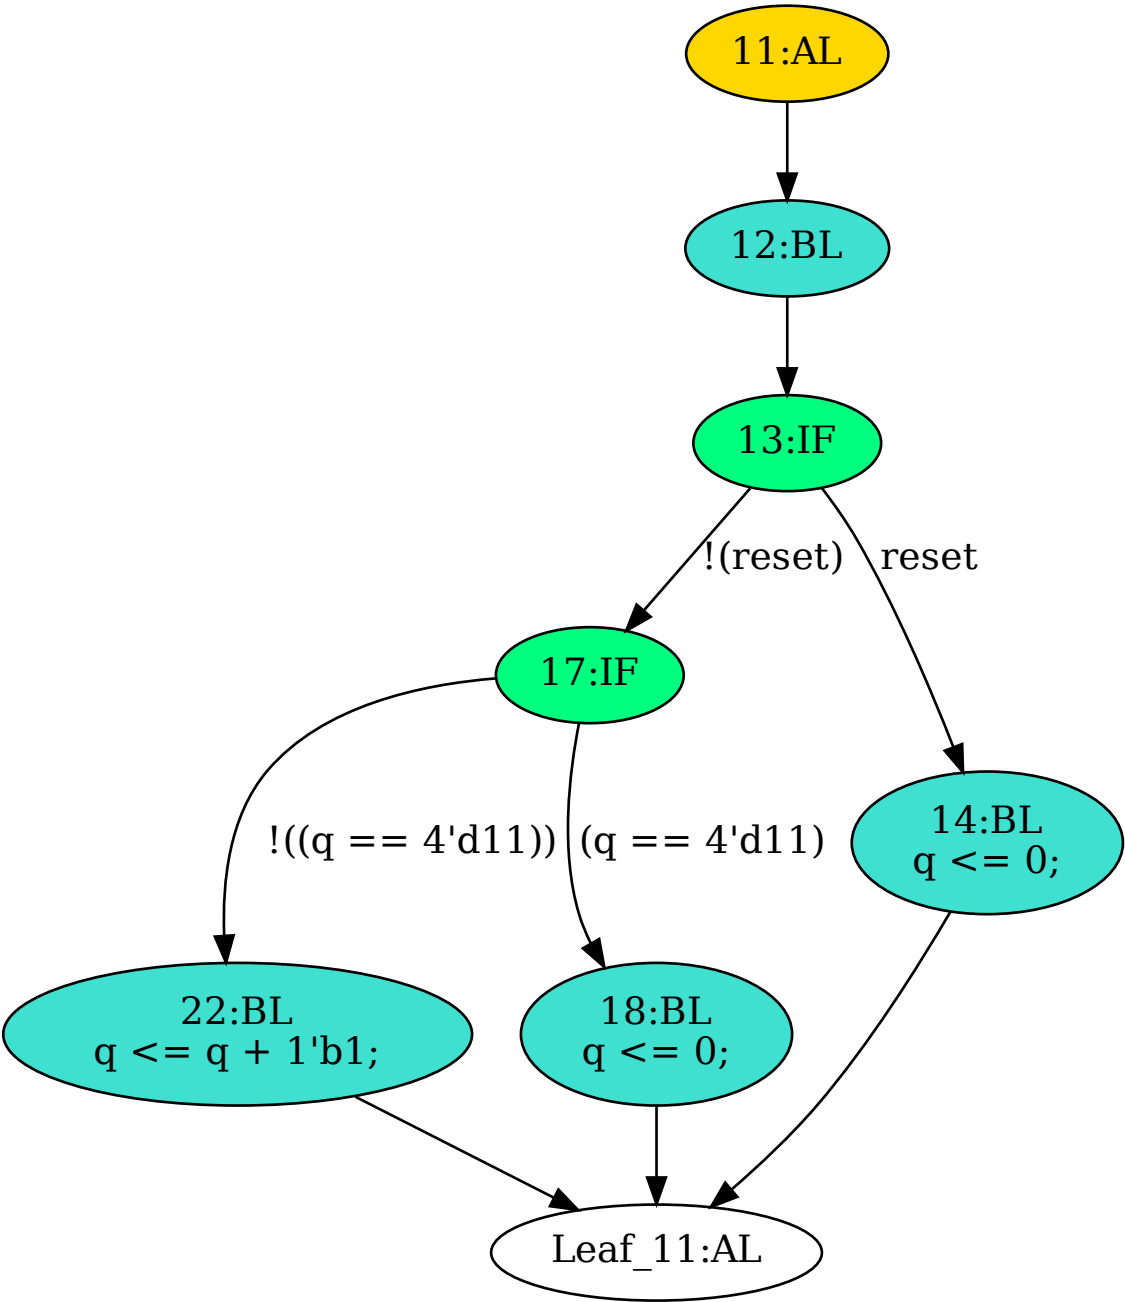 11:AL
12:BL
13:IF
!(reset)
reset
17:IF
!((q == 4'd11))
(q == 4'd11)
14:BL
q <= 0;
22:BL
q <= q + 1'b1;
18:BL
q <= 0;
Leaf_11:AL